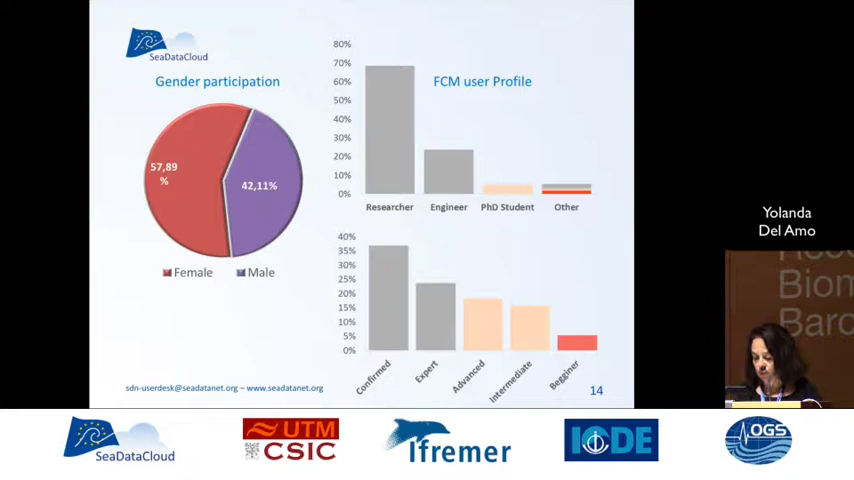 SeaDataCloud
Gender participation
57,89
%
42,11%
Female
Male
FCM user Profile
80%
70%
60%
50%
40%
30%
20%
10%
0%
Researcher
Engineer
PhD Student
Other
40%
35%
30%
25%
20%
15%
10%
5%
0%
Confirmed
Expert
Advanced
Intermediate
Begginer
sdn-userdesk@seadatanet.org – www.seadatanet.org
14
Yolanda
Del Amo
Biom
Barc
SeaDataCloud
UTM
CSIC
Ifremer
IODE
OGS